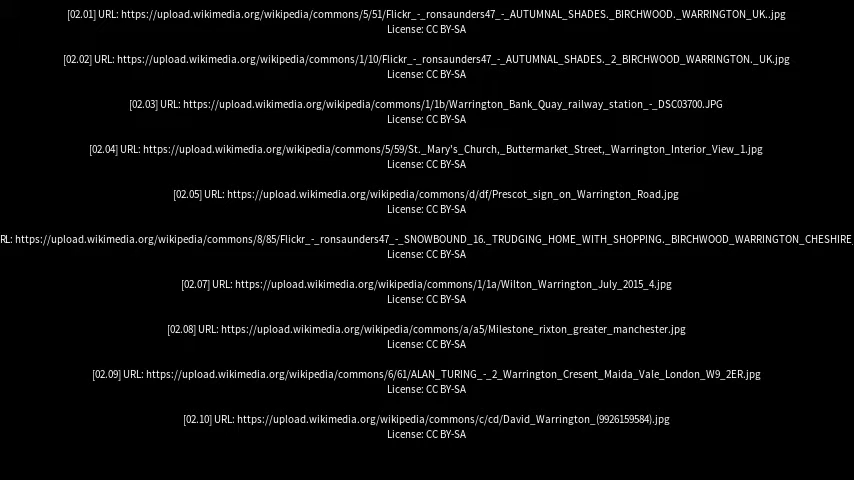 [02.01] URL: https://upload.wikimedia.org/wikipedia/commons/5/51/Flickr_-_ronsaunders47_-_AUTUMNAL_SHADES._BIRCHWOOD._WARRINGTON_UK..jpg
License: CC BY-SA
[02.02] URL: https://upload.wikimedia.org/wikipedia/commons/1/10/Flickr_-_ronsaunders47_-_AUTUMNAL_SHADES._2_BIRCHWOOD_WARRINGTON._UK.jpg
License: CC BY-SA
[02.03] URL: https://upload.wikimedia.org/wikipedia/commons/1/1b/Warrington_Bank_Quay_railway_station_-_DSC03700.JPG
License: CC BY-SA
[02.04] URL: https://upload.wikimedia.org/wikipedia/commons/5/59/St._Mary's_Church,_Buttermarket_Street,_Warrington_Interior_View_1.jpg
License: CC BY-SA
[02.05] URL: https://upload.wikimedia.org/wikipedia/commons/d/df/Prescot_sign_on_Warrington_Road.jpg
License: CC BY-SA
RL: https://upload.wikimedia.org/wikipedia/commons/8/85/Flickr_-_ronsaunders47_-_SNOWBOUND_16._TRUDGING_HOME_WITH_SHOPPING._BIRCHWOOD_WARRINGTON_CHESHIRE_
License: CC BY-SA
[02.07] URL: https://upload.wikimedia.org/wikipedia/commons/1/1a/Wilton_Warrington_July_2015_4.jpg
License: CC BY-SA
[02.08] URL: https://upload.wikimedia.org/wikipedia/commons/a/a5/Milestone_rixton_greater_manchester.jpg
License: CC BY-SA
[02.09] URL: https://upload.wikimedia.org/wikipedia/commons/6/61/ALAN_TURING_-_2_Warrington_Cresent_Maida_Vale_London_W9_2ER.jpg
License: CC BY-SA
[02.10] URL: https://upload.wikimedia.org/wikipedia/commons/c/cd/David_Warrington_(9926159584).jpg
License: CC BY-SA